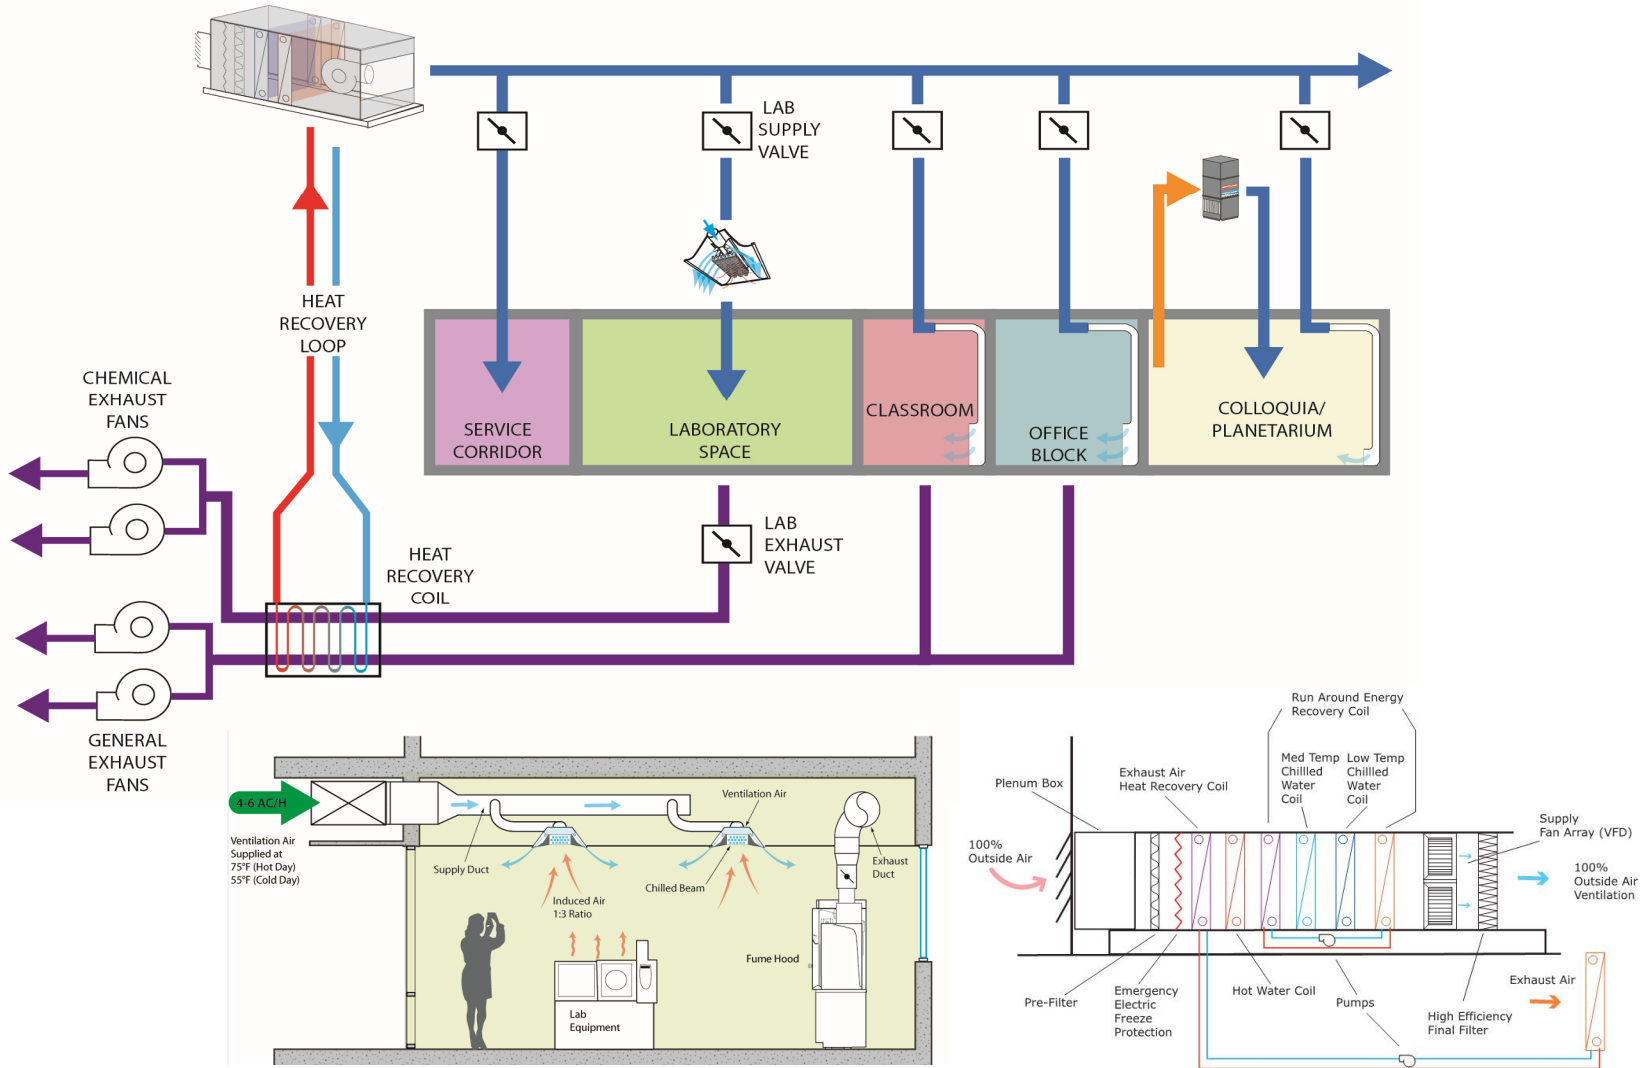 LAB
SUPPLY
VALVE
HEAT
RECOVERY
LOOP
CHEMICAL
EXHAUST
FANS
SERVICE
CORRIDOR
LABORATORY
SPACE
CLASSROOM
OFFICE
BLOCK
COLLOQUIA/
PLANETARIUM
LAB
EXHAUST
VALVE
HEAT
RECOVERY
COIL
GENERAL
EXHAUST
FANS
4-6 AC/H
Ventilation Air
Supplied at
75°F (Hot Day)
55°F (Cold Day)
Supply Duct
Ventilation Air
Chilled Beam
Induced Air
1:3 Ratio
Exhaust
Duct
Fume Hood
Lab
Equipment
Run Around Energy
Recovery Coil
Plenum Box
Exhaust Air
Heat Recovery Coil
Med Temp
Chillled
Water
Coil
Low Temp
Chillled
Water
Coil
Supply
Fan Array (VFD)
100%
Outside Air
100%
Outside Air
Ventilation
Pre-Filter
Emergency
Electric
Freeze
Protection
Hot Water Coil
Pumps
High Efficiency
Final Filter
Exhaust Air